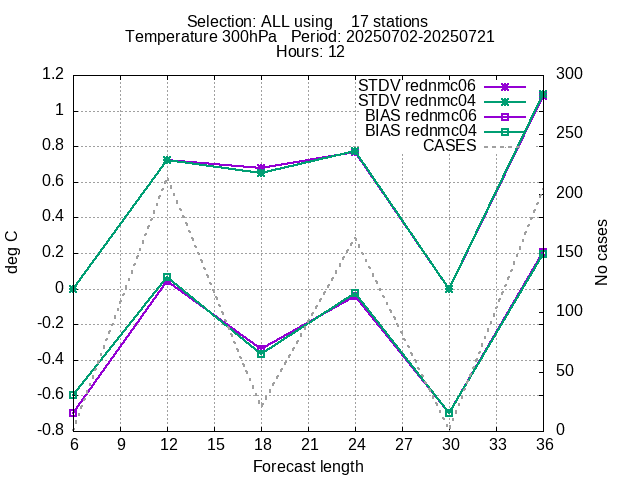 Selection: ALL using    17 stations
Temperature 300hPa   Period: 20250702-20250721
Hours: 12
1.2
1
0.8
0.6
0.4
0.2
0
-0.2
-0.4
-0.6
-0.8
deg C
STDV rednmc06
STDV rednmc04
BIAS rednmc06
BIAS rednmc04
CASES
300
250
200
150
100
50
0
No cases
6 9 12 15 18 21 24 27 30 33 36
Forecast length